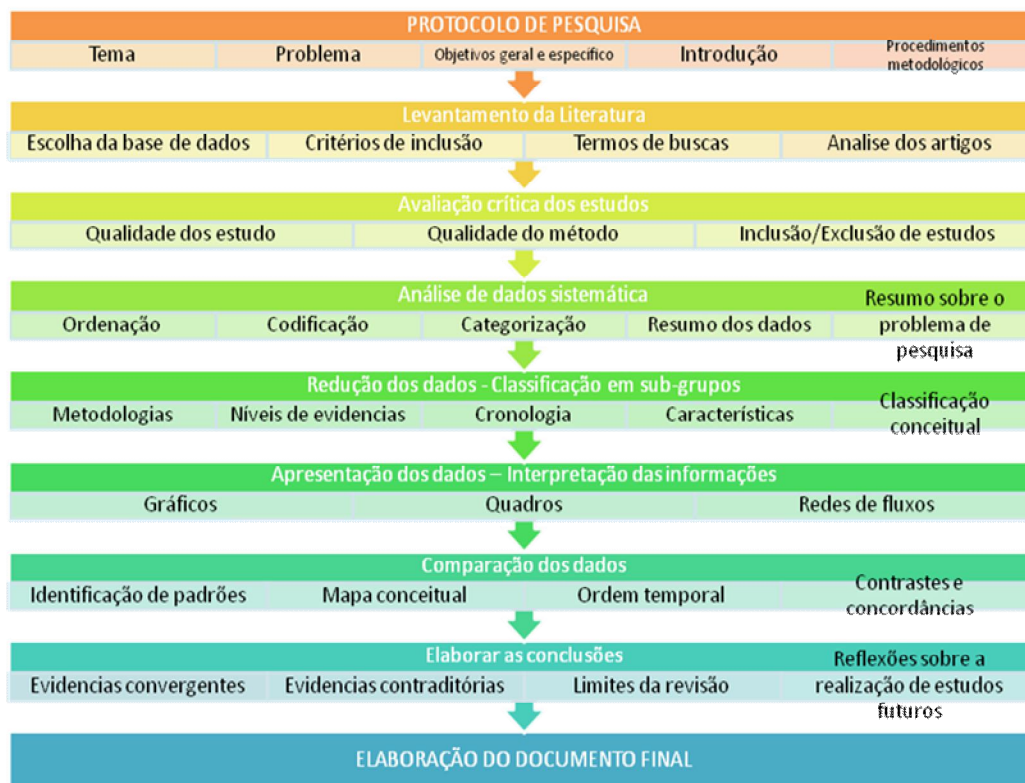 PROTOCOLO DE PESQUISA
Tema
Problema
Objetivos geral e específico
Introdução
Procedimentos
metodológicos
Levantamento da Literatura
Escolha da base de dados
Critérios de inclusão
Termos de buscas
Analise dos artigos
Avaliação crítica dos estudos
Qualidade dos estudo
Qualidade do método
Inclusão/Exclusão de estudos
Análise de dados sistemática
Ordenação
Codificação
Categorização
Resumo dos dados
Resumo sobre o
problema de
pesquisa
Redução dos dados - Classificação em sub-grupos
Metodologias
Níveis de evidencias
Cronologia
Características
Classificação
conceitual
Apresentação dos dados – Interpretação das informações
Gráficos
Quadros
Redes de fluxos
Comparação dos dados
Identificação de padrões
Mapa conceitual
Ordem temporal
Contrastes e
concordâncias
Elaborar as conclusões
Evidencias convergentes
Evidencias contraditórias
Limites da revisão
Reflexões sobre a
realização de estudos
futuros
ELABORAÇÃO DO DOCUMENTO FINAL